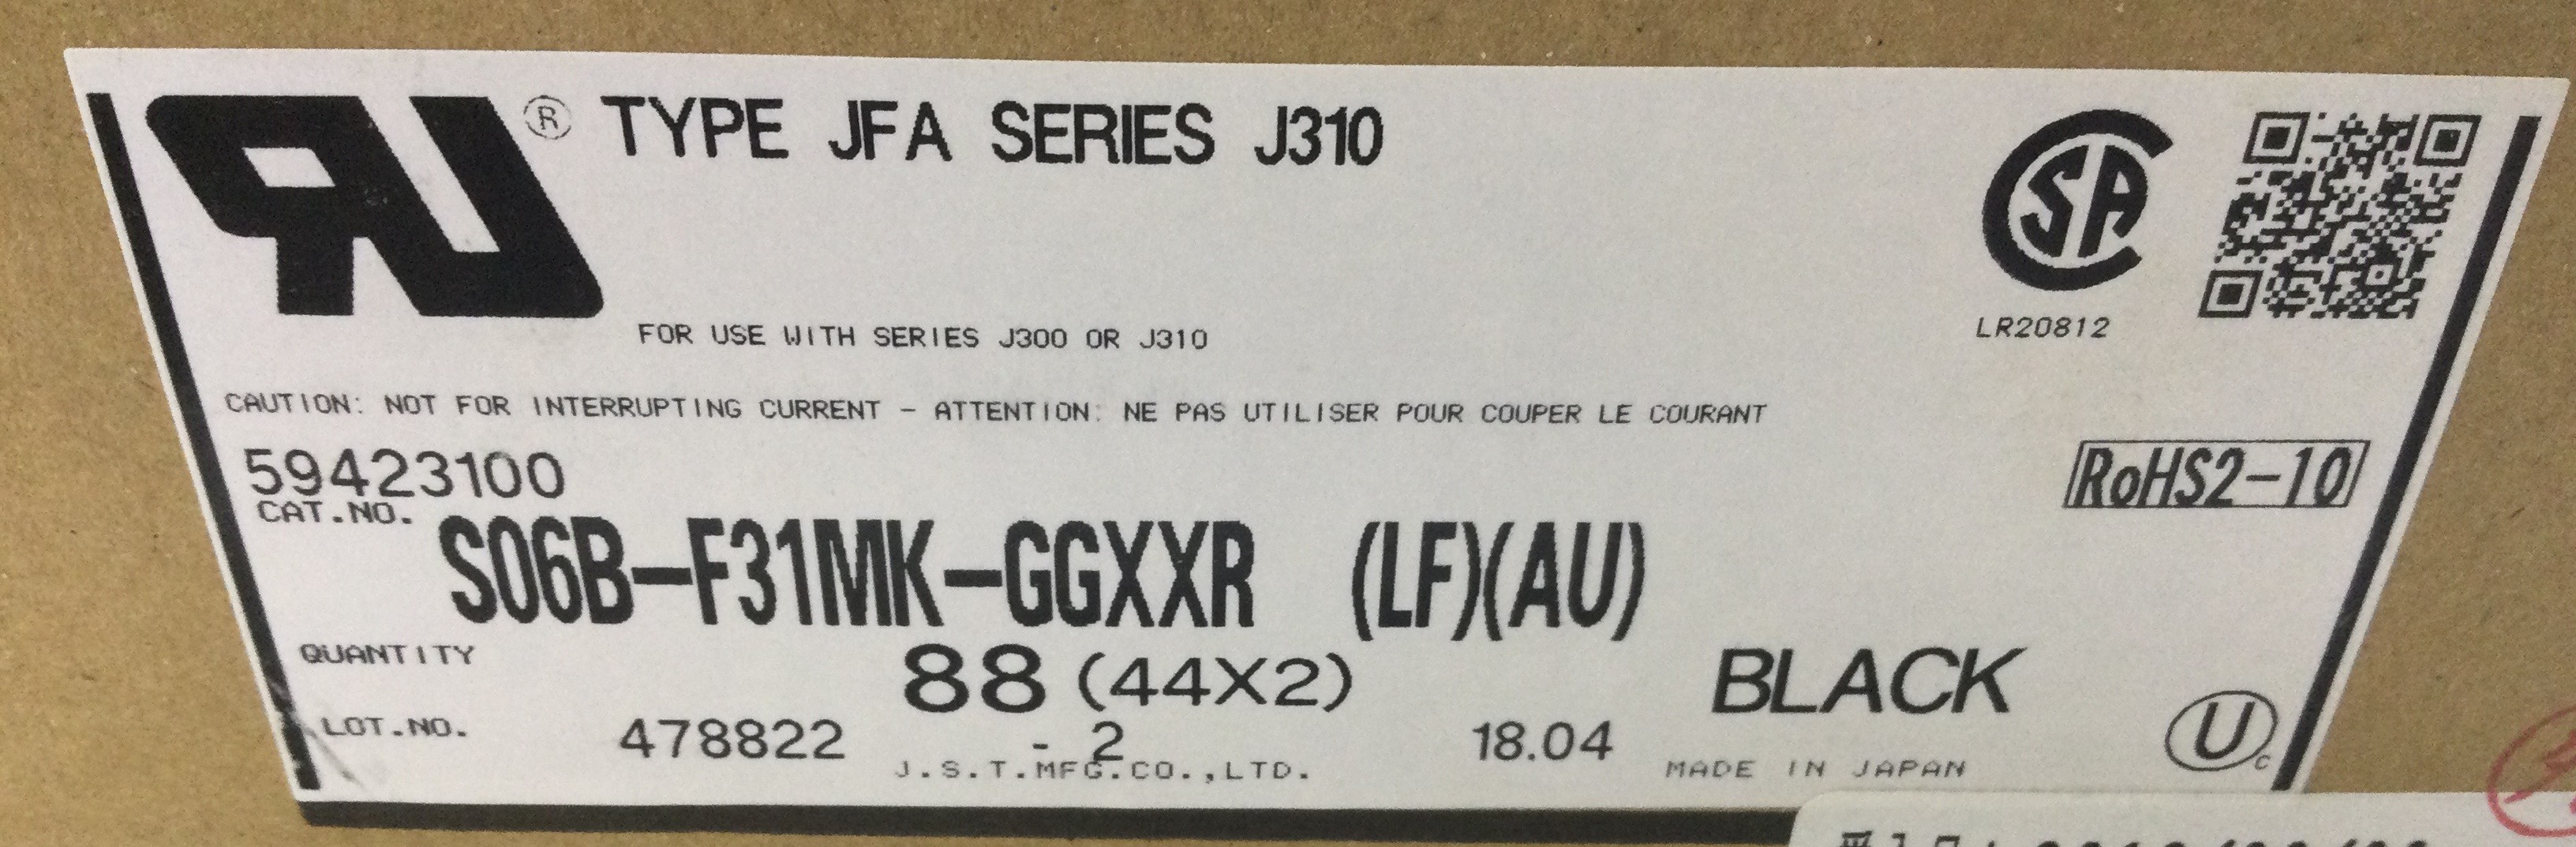 ® TYPE JFA SERIES J310
CSA
LR20812
FOR USE WITH SERIES J300 OR J310
CAUTION: NOT FOR INTERRUPTING CURRENT - ATTENTION: NE PAS UTILISER POUR COUPER LE COURANT
59423100
RoHS2-10
CAT.NO.
S06B-F31MK-GGXXR (LF)(AU)
QUANTITY 88 (44X2) BLACK
LOT.NO. 478822 - 2 18.04
J.S.T.MFG.CO.,LTD. MADE IN JAPAN
U c